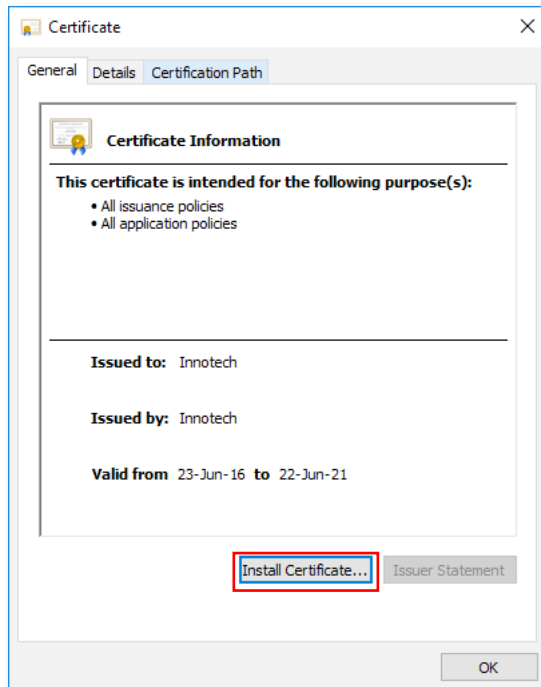 Certificate
General Details Certification Path
Certificate Information
This certificate is intended for the following purpose(s):
• All issuance policies
• All application policies
Issued to: Innotech
Issued by: Innotech
Valid from 23-Jun-16 to 22-Jun-21
Install Certificate... Issuer Statement
OK